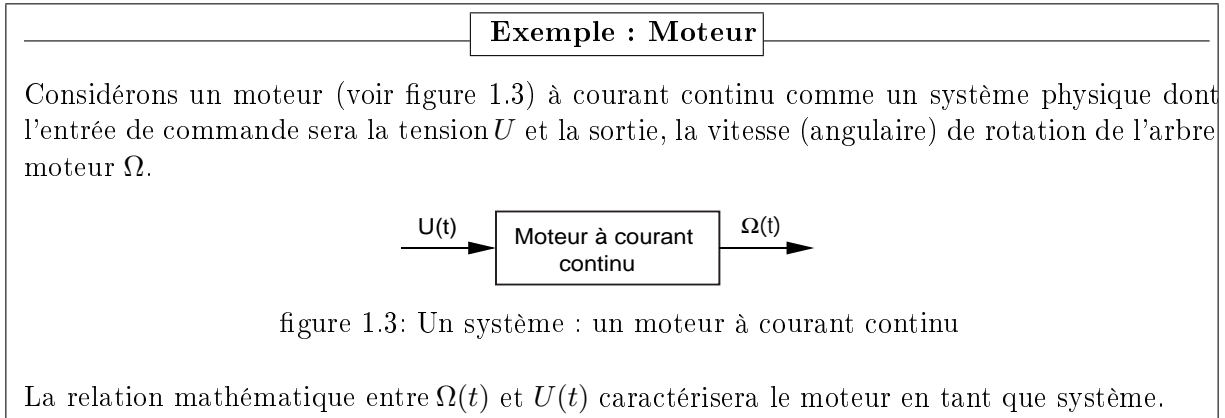 Exemple : Moteur
Considérons un moteur (voir figure 1.3) à courant continu comme un système physique dont
l'entrée de commande sera la tension U et la sortie, la vitesse (angulaire) de rotation de l'arbre
moteur Ω.
U(t)
Moteur à courant
continu
Ω(t)
figure 1.3: Un système : un moteur à courant continu
La relation mathématique entre Ω(t) et U(t) caractérisera le moteur en tant que système.